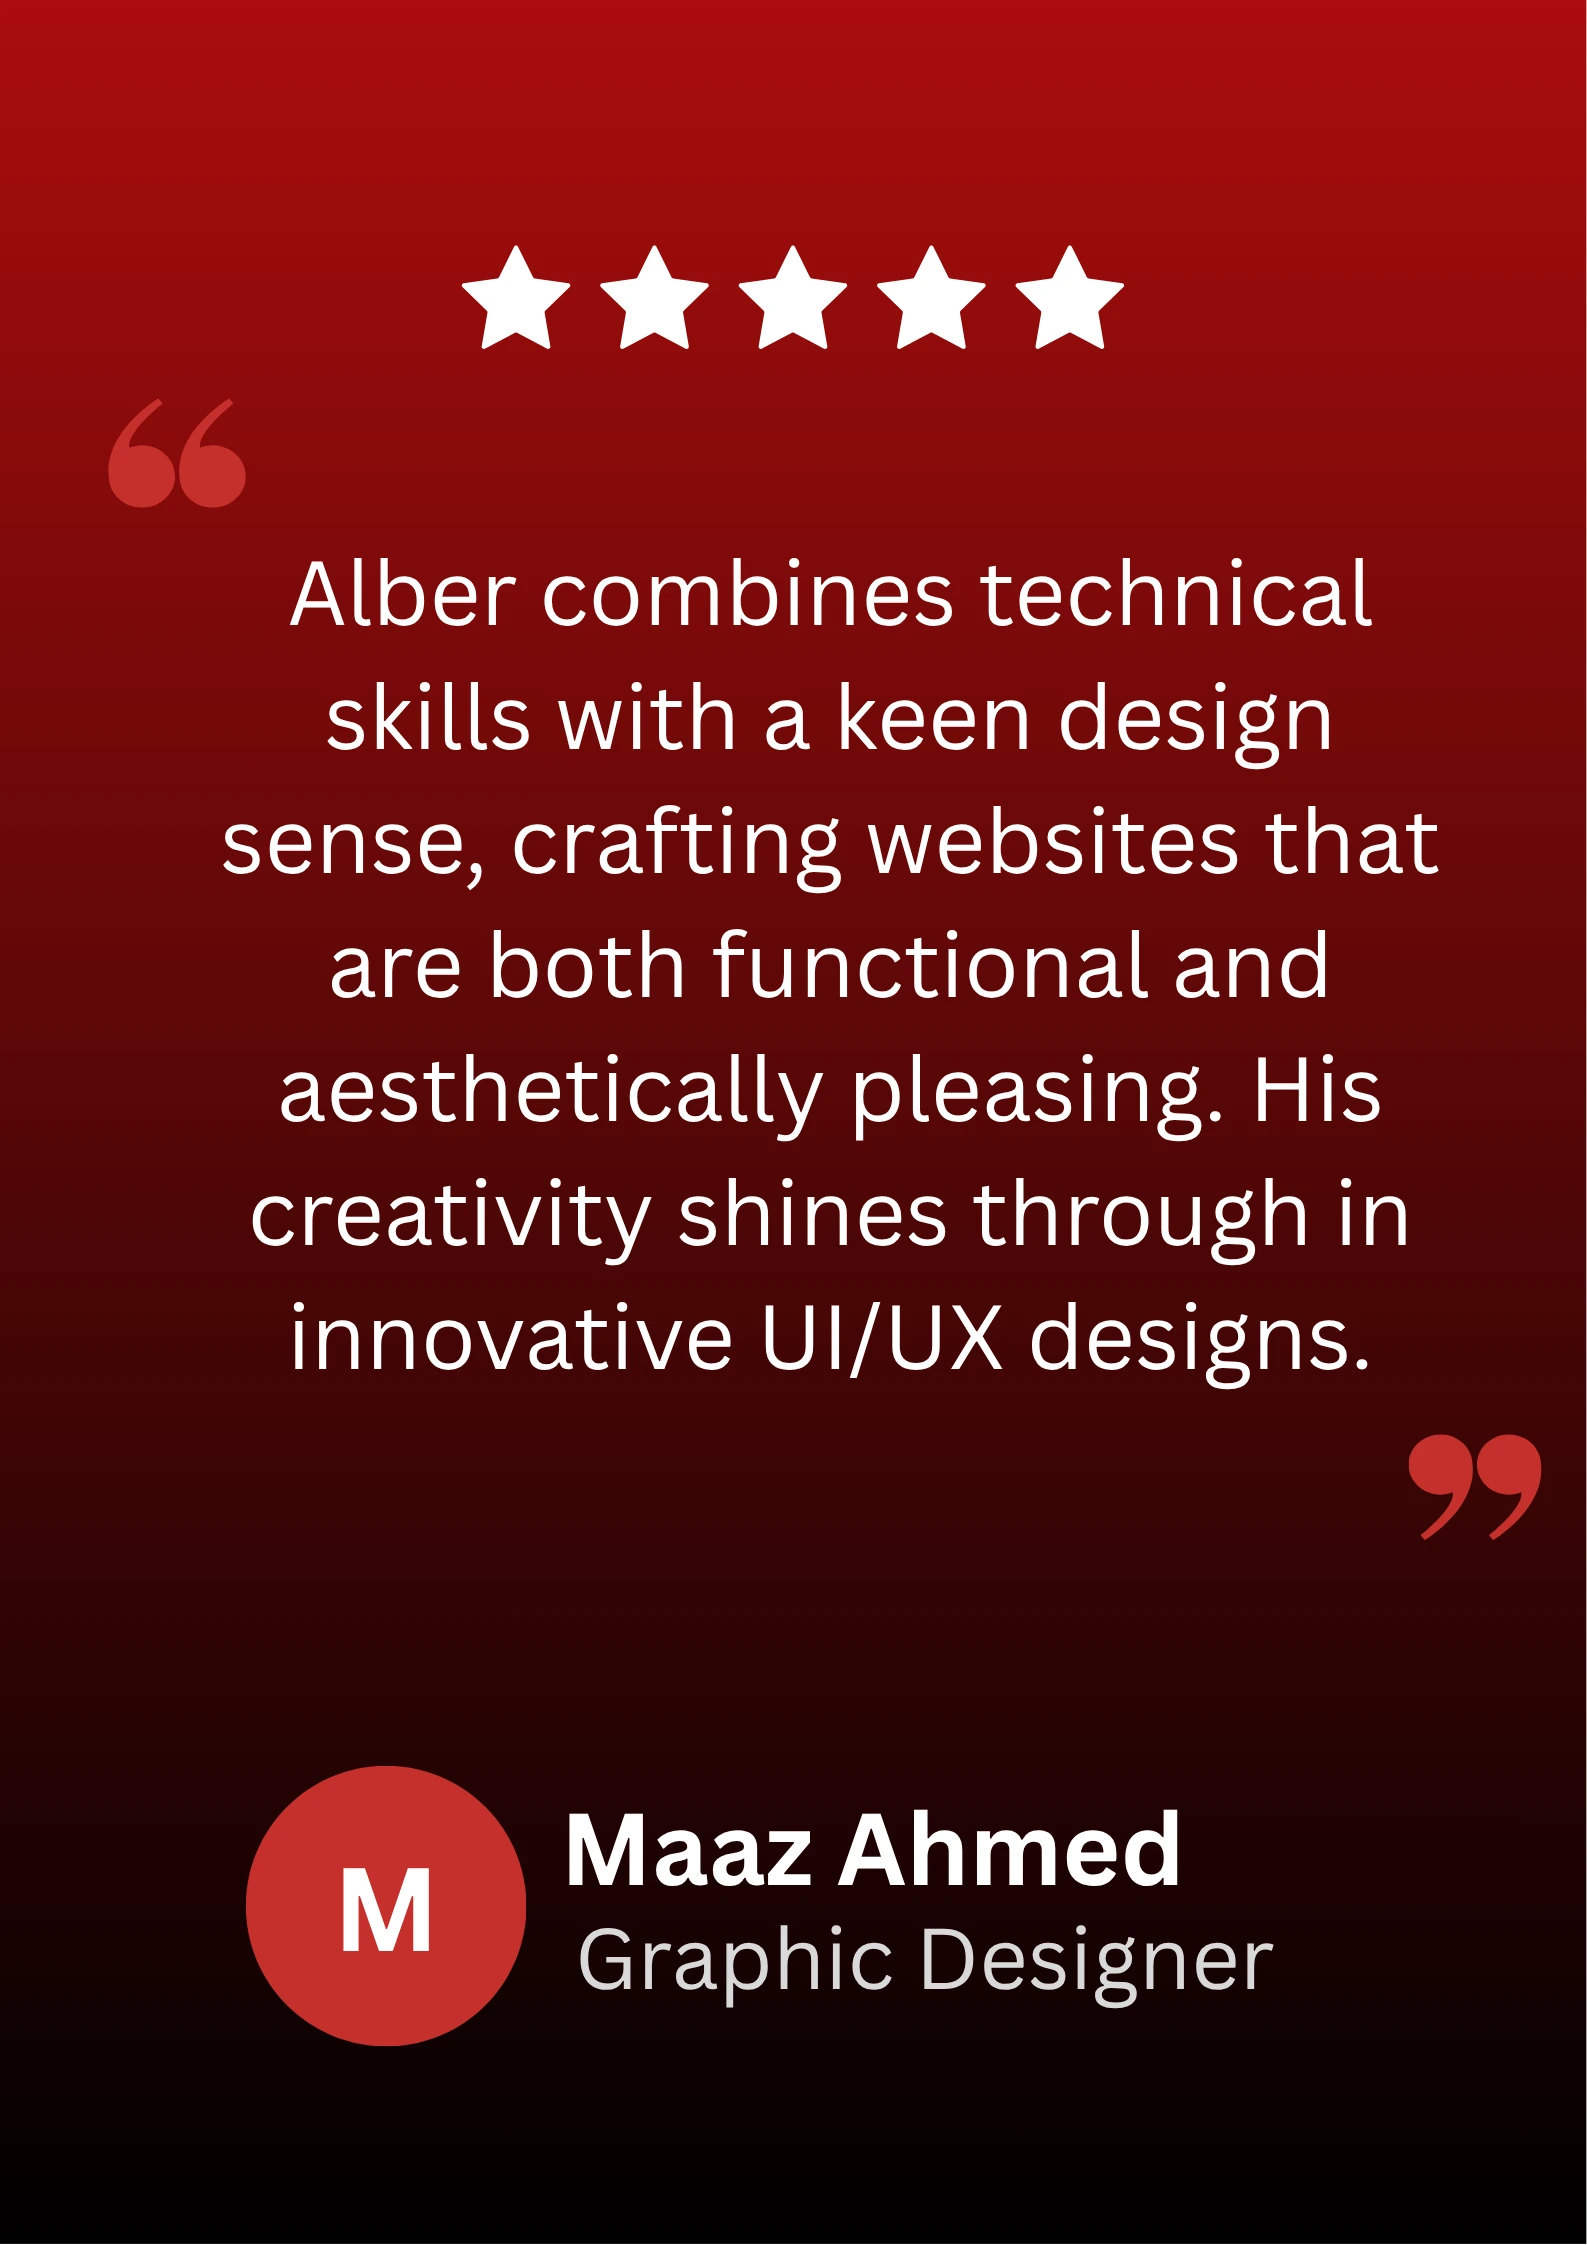 “
Alber combines technical
skills with a keen design
sense, crafting websites that
are both functional and
aesthetically pleasing. His
creativity shines through in
innovative UI/UX designs.
”
M
Maaz Ahmed
Graphic Designer